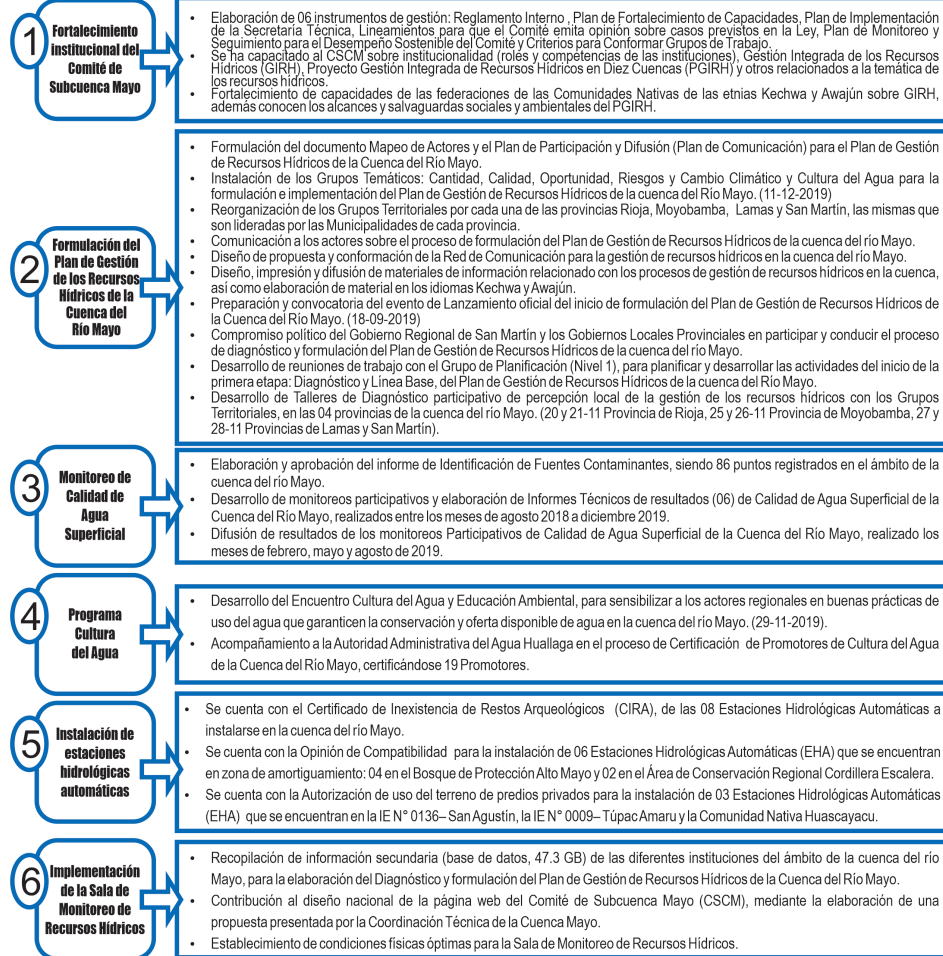 1
Fortalecimiento
institucional del
Comité de
Subcuenca Mayo
• Elaboración de 06 instrumentos de gestión: Reglamento Interno , Plan de Fortalecimiento de Capacidades, Plan de Implementación
de la Secretaría Técnica, Lineamientos para que el Comité emita opinión sobre casos previstos en la Ley, Plan de Monitoreo y
Seguimiento para el Desempeño Sostenible del Comité y Criterios para Conformar Grupos de Trabajo.
• Se ha capacitado al CSCM sobre institucionalidad (roles y competencias de las instituciones), Gestión Integrada de los Recursos
Hídricos (GIRH), Proyecto Gestión Integrada de Recursos Hídricos en Diez Cuencas (PGIRH) y otros relacionados a la temática de
los recursos hídricos.
• Fortalecimiento de capacidades de las federaciones de las Comunidades Nativas de las etnias Kechwa y Awajún sobre GIRH,
además conocen los alcances y salvaguardas sociales y ambientales del PGIRH.
2
Formulación del
Plan de Gestión
de los Recursos
Hídricos de la
Cuenca del
Río Mayo
• Formulación del documento Mapeo de Actores y el Plan de Participación y Difusión (Plan de Comunicación) para el Plan de Gestión
de Recursos Hídricos de la Cuenca del Río Mayo.
• Instalación de los Grupos Temáticos: Cantidad, Calidad, Oportunidad, Riesgos y Cambio Climático y Cultura del Agua para la
formulación e implementación del Plan de Gestión de Recursos Hídricos de la cuenca del Río Mayo. (11-12-2019)
• Reorganización de los Grupos Territoriales por cada una de las provincias Rioja, Moyobamba, Lamas y San Martín, las mismas que
son lideradas por las Municipalidades de cada provincia.
• Comunicación a los actores sobre el proceso de formulación del Plan de Gestión de Recursos Hídricos de la cuenca del río Mayo.
• Diseño de propuesta y conformación de la Red de Comunicación para la gestión de recursos hídricos en la cuenca del río Mayo.
• Diseño, impresión y difusión de materiales de información relacionado con los procesos de gestión de recursos hídricos en la cuenca,
así como elaboración de material en los idiomas Kechwa y Awajún.
• Preparación y convocatoria del evento de Lanzamiento oficial del inicio de formulación del Plan de Gestión de Recursos Hídricos de
la Cuenca del Río Mayo. (18-09-2019)
• Compromiso político del Gobierno Regional de San Martín y los Gobiernos Locales Provinciales en participar y conducir el proceso
de diagnóstico y formulación del Plan de Gestión de Recursos Hídricos de la cuenca del río Mayo.
• Desarrollo de reuniones de trabajo con el Grupo de Planificación (Nivel 1), para planificar y desarrollar las actividades del inicio de la
primera etapa: Diagnóstico y Línea Base, del Plan de Gestión de Recursos Hídricos de la cuenca del río Mayo.
• Desarrollo de Talleres de Diagnóstico participativo de percepción local de la gestión de los recursos hídricos con los Grupos
Territoriales, en las 04 provincias de la cuenca del río Mayo. (20 y 21-11 Provincia de Rioja, 25 y 26-11 Provincia de Moyobamba, 27 y
28-11 Provincias de Lamas y San Martín).
3
Monitoreo de
Calidad de
Agua
Superficial
• Elaboración y aprobación del informe de Identificación de Fuentes Contaminantes, siendo 86 puntos registrados en el ámbito de la
cuenca del río Mayo.
• Desarrollo de monitoreos participativos y elaboración de Informes Técnicos de resultados (06) de Calidad de Agua Superficial de la
Cuenca del Río Mayo, realizados entre los meses de agosto 2018 a diciembre 2019.
• Difusión de resultados de los monitoreos Participativos de Calidad de Agua Superficial de la Cuenca del Río Mayo, realizado los
meses de febrero, mayo y agosto de 2019.
4
Programa
Cultura
del Agua
• Desarrollo del Encuentro Cultura del Agua y Educación Ambiental, para sensibilizar a los actores regionales en buenas prácticas de
uso del agua que garanticen la conservación y oferta disponible de agua en la cuenca del río Mayo. (29-11-2019).
• Acompañamiento a la Autoridad Administrativa del Agua Huallaga en el proceso de Certificación de Promotores de Cultura del Agua
de la Cuenca del Río Mayo, certificándose 19 Promotores.
5
Instalación de
estaciones
hidrológicas
automáticas
• Se cuenta con el Certificado de Inexistencia de Restos Arqueológicos (CIRA), de las 08 Estaciones Hidrológicas Automáticas a
instalarse en la cuenca del río Mayo.
• Se cuenta con la Opinión de Compatibilidad para la instalación de 06 Estaciones Hidrológicas Automáticas (EHA) que se encuentran
en zona de amortiguamiento: 04 en el Bosque de Protección Alto Mayo y 02 en el Área de Conservación Regional Cordillera Escalera.
• Se cuenta con la Autorización de uso del terreno de predios privados para la instalación de 03 Estaciones Hidrológicas Automáticas
(EHA) que se encuentran en la IE N° 0136– San Agustín, la IE N° 0009– Túpac Amaru y la Comunidad Nativa Huascayacu.
6
Implementación
de la Sala de
Monitoreo de
Recursos Hídricos
• Recopilación de información secundaria (base de datos, 47.3 GB) de las diferentes instituciones del ámbito de la cuenca del río
Mayo, para la elaboración del Diagnóstico y formulación del Plan de Gestión de Recursos Hídricos de la Cuenca del Río Mayo.
• Contribución al diseño nacional de la página web del Comité de Subcuenca Mayo (CSCM), mediante la elaboración de una
propuesta presentada por la Coordinación Técnica de la Cuenca Mayo.
• Establecimiento de condiciones físicas óptimas para la Sala de Monitoreo de Recursos Hídricos.